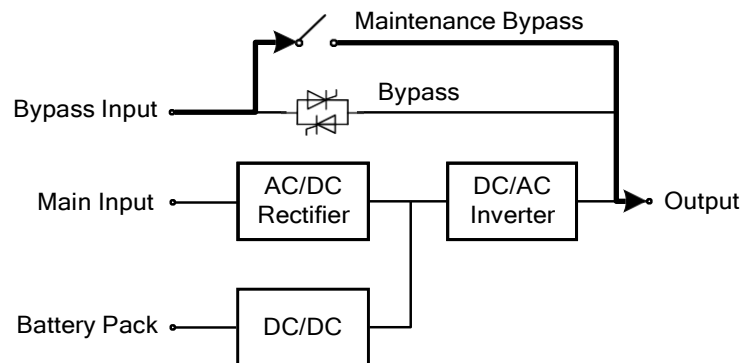 Maintenance Bypass
Bypass Input
Bypass
Main Input
AC/DC
Rectifier
DC/AC
Inverter
Output
Battery Pack
DC/DC